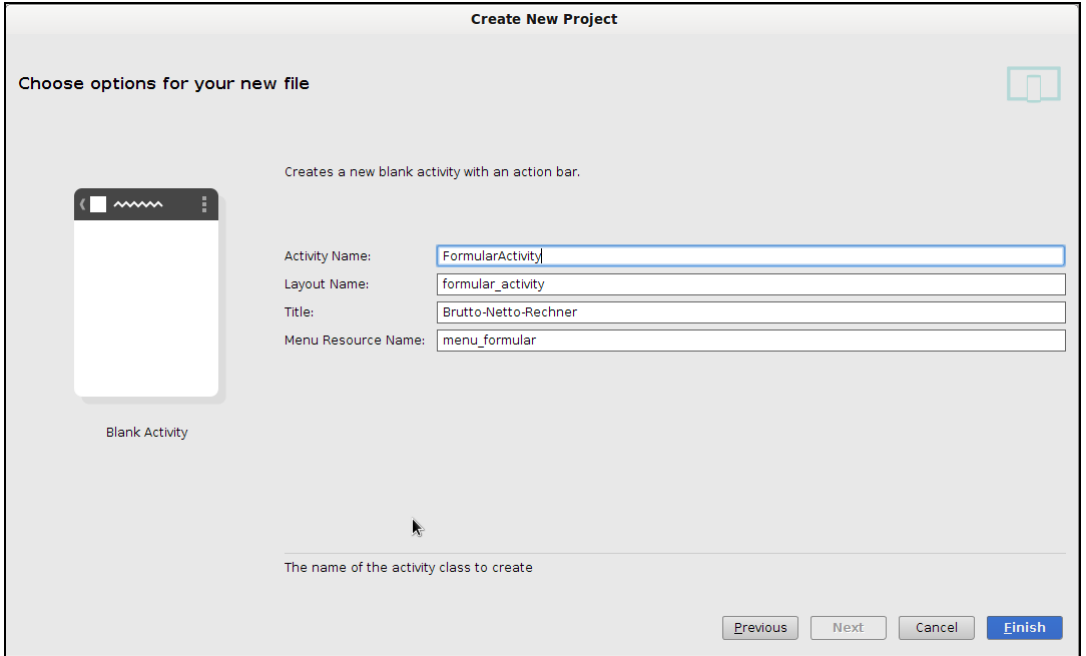 Create New Project
Choose options for your new file
Creates a new blank activity with an action bar.
Activity Name: FormularActivity
Layout Name: formular_activity
Title: Brutto-Netto-Rechner
Menu Resource Name: menu_formular
Blank Activity
The name of the activity class to create
Previous Next Cancel Finish